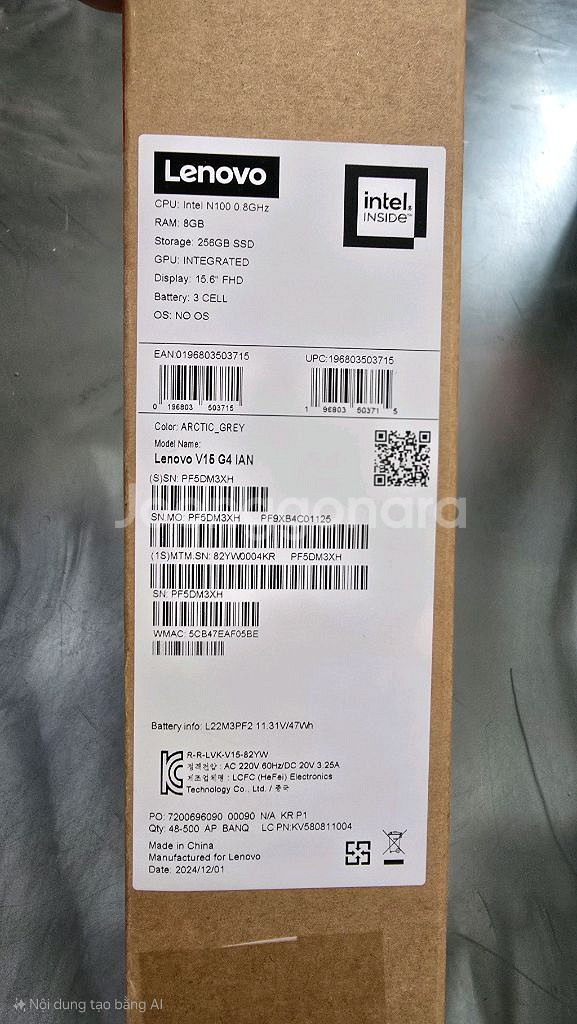 Lenovo
intel.
INSIDE™
CPU: Intel N100 0.8GHz
RAM: 8GB
Storage: 256GB SSD
GPU: INTEGRATED
Display: 15.6" FHD
Battery: 3 CELL
OS: NO OS
EAN:0196803503715 UPC:196803503715
0 196803 503715 1 96803 50371 5
Color: ARCTIC_GREY
Model Name:
Lenovo V15 G4 IAN
(S)SN: PF5DM3XH
Joonggonara
SN.MO: PF5DM3XH PF9XB4C01125
(1S)MTM.SN: 82YW0004KR PF5DM3XH
SN: PF5DM3XH
WMAC: 5CB47EAF05BE
Battery info: L22M3PF2 11.31V/47Wh
R-R-LVK-V15-82YW
정격전압 : AC 220V 60Hz/DC 20V 3.25A
제조업체명 : LCFC (HeFei) Electronics
Technology Co., Ltd. / 중국
PO: 7200696090 00090 N/A KR P1
Qty: 48-500 AP BANQ LC PN:KV580811004
Made in China
Manufactured for Lenovo
Date: 2024/12/01
Nội dung tạo bằng AI